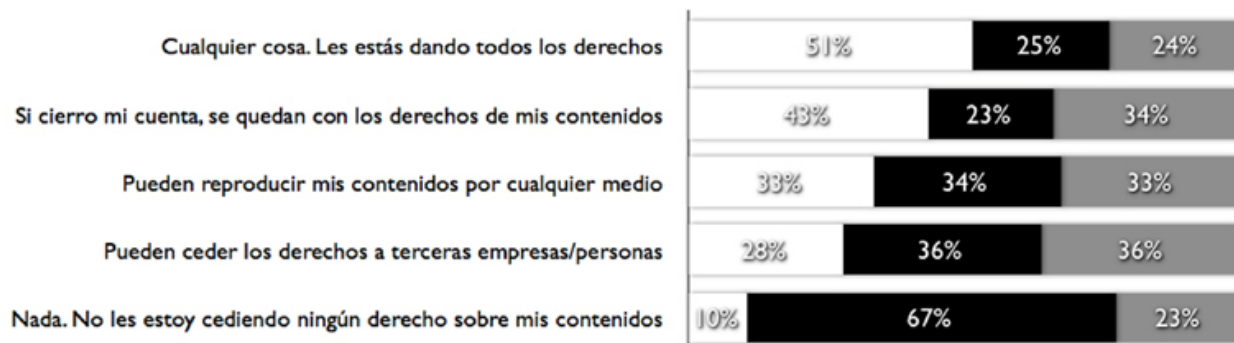 Cualquier cosa. Les estás dando todos los derechos 51% 25% 24%
Si cierro mi cuenta, se quedan con los derechos de mis contenidos 43% 23% 34%
Pueden reproducir mis contenidos por cualquier medio 33% 34% 33%
Pueden ceder los derechos a terceras empresas/personas 28% 36% 36%
Nada. No les estoy cediendo ningún derecho sobre mis contenidos 10% 67% 23%